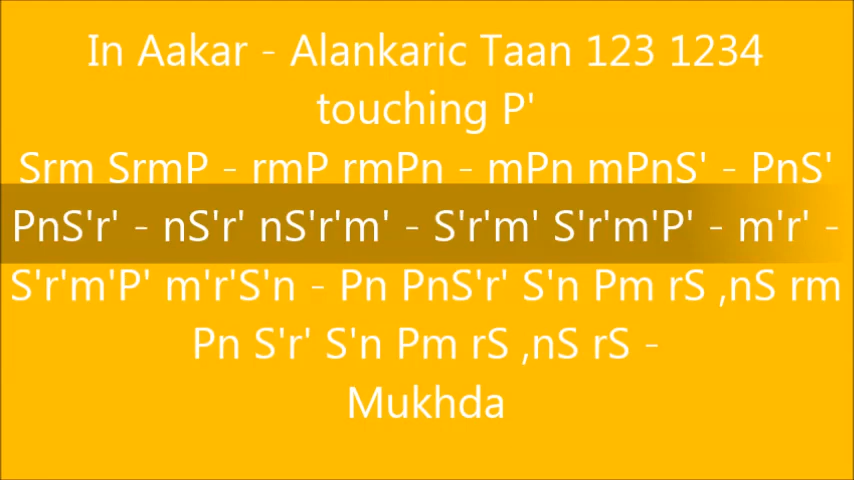 In Aakar - Alankaric Taan 123 1234
touching P'
Srm SrmP - rmP rmPn - mPn mPnS' - PnS'
PnS'r' - nS'r' nS'r'm' - S'r'm' S'r'm'P' - m'r' -
S'r'm'P' m'r'S'n - Pn PnS'r' S'n Pm rS ,nS rm
Pn S'r' S'n Pm rS ,nS rS -
Mukhda